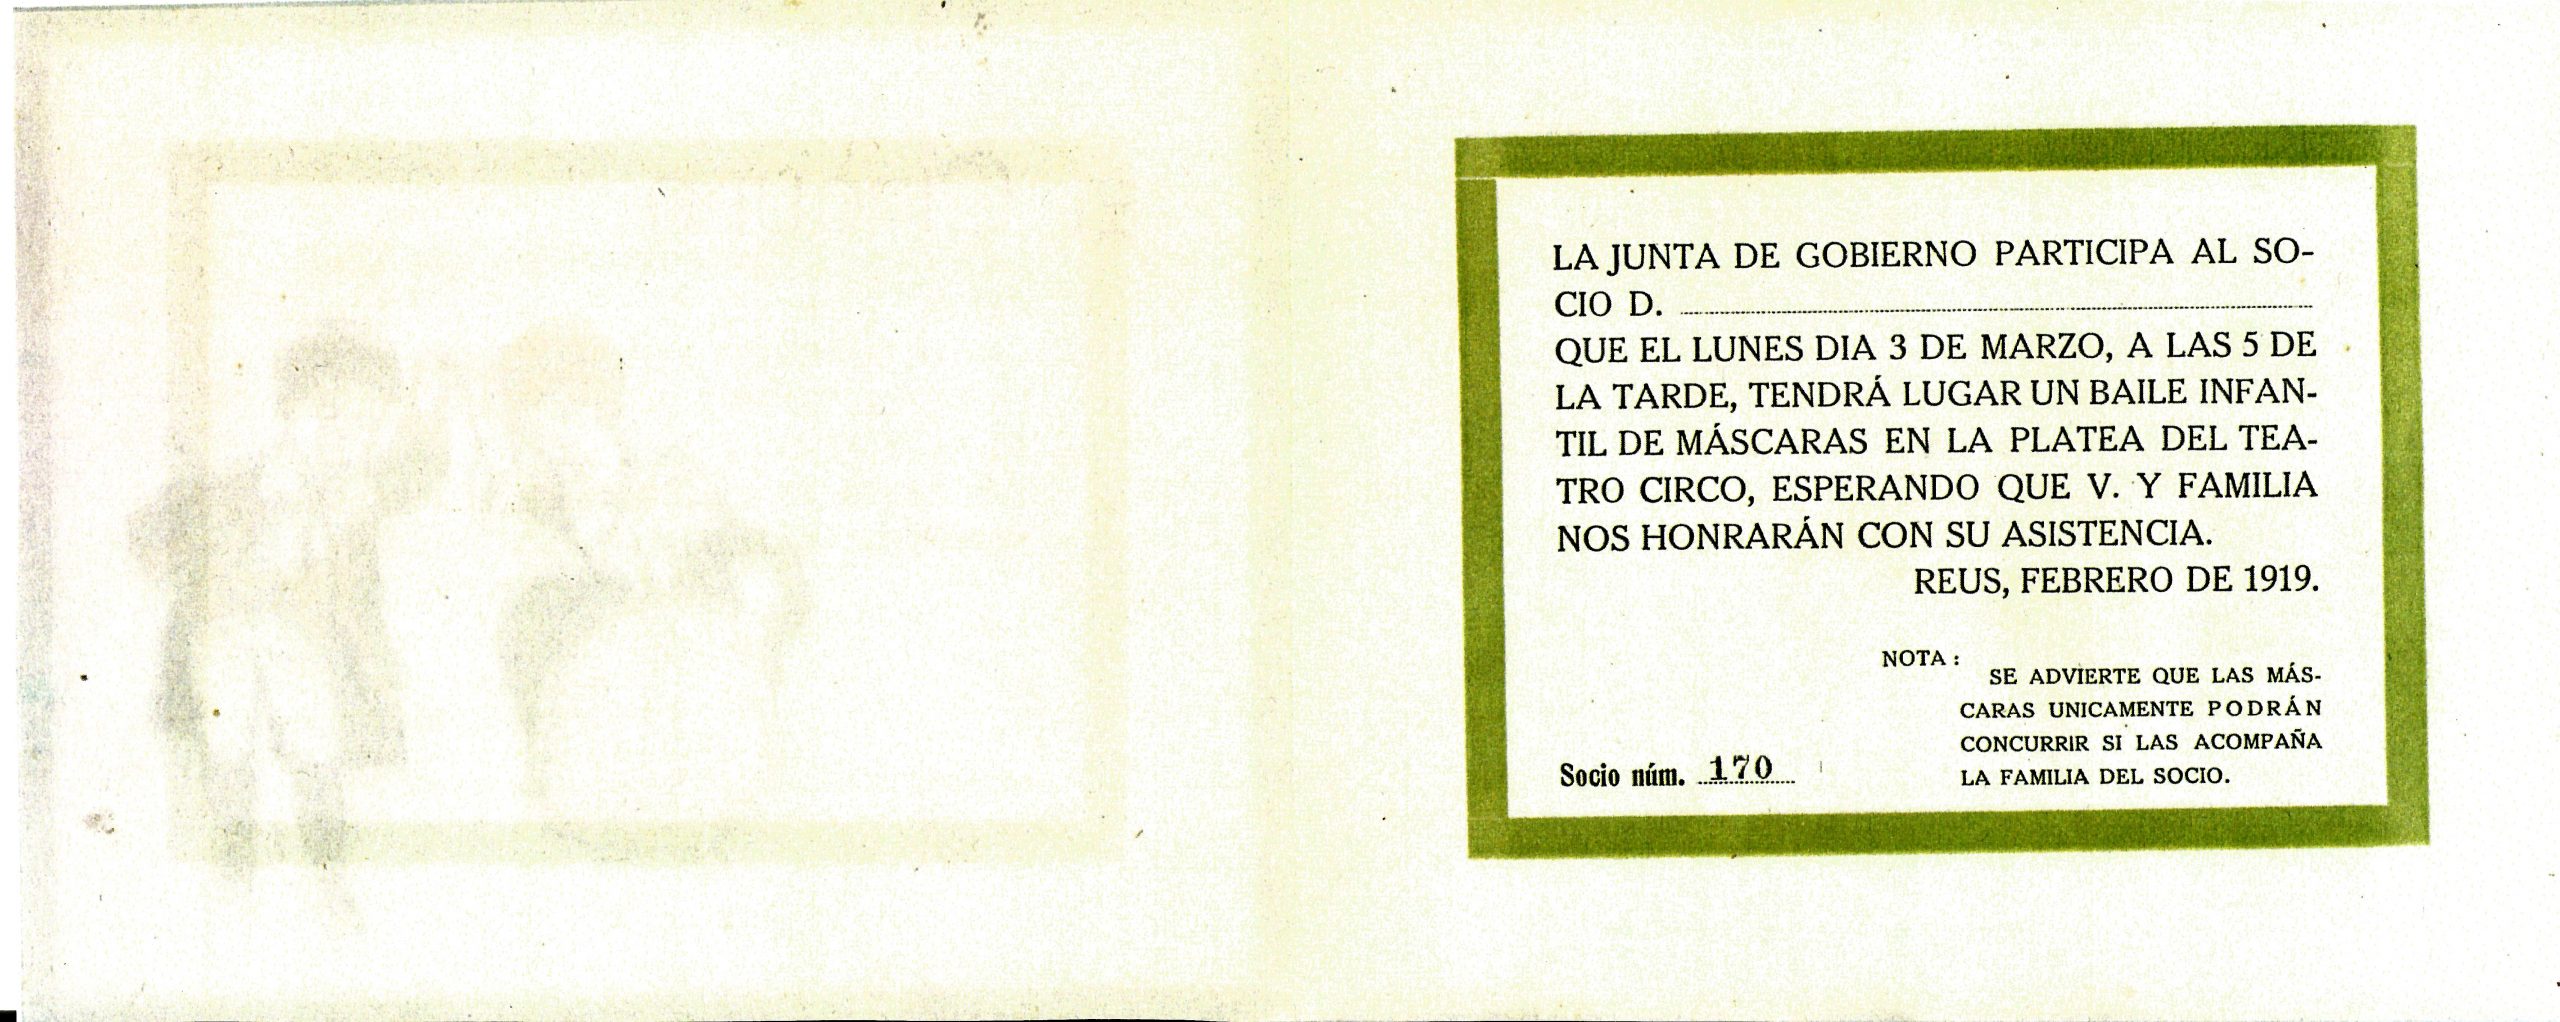 LA JUNTA DE GOBIERNO PARTICIPA AL SO-
CIO D.
QUE EL LUNES DIA 3 DE MARZO, A LAS 5 DE
LA TARDE, TENDRÁ LUGAR UN BAILE INFAN-
TIL DE MÁSCARAS EN LA PLATEA DEL TEA-
TRO CIRCO, ESPERANDO QUE V. Y FAMILIA
NOS HONRARÁN CON SU ASISTENCIA.
REUS, FEBRERO DE 1919.
NOTA :
SE ADVIERTE QUE LAS MÁS-
CARAS UNICAMENTE PODRÁN
CONCURRIR SI LAS ACOMPAÑA
LA FAMILIA DEL SOCIO.
Socio núm. 170